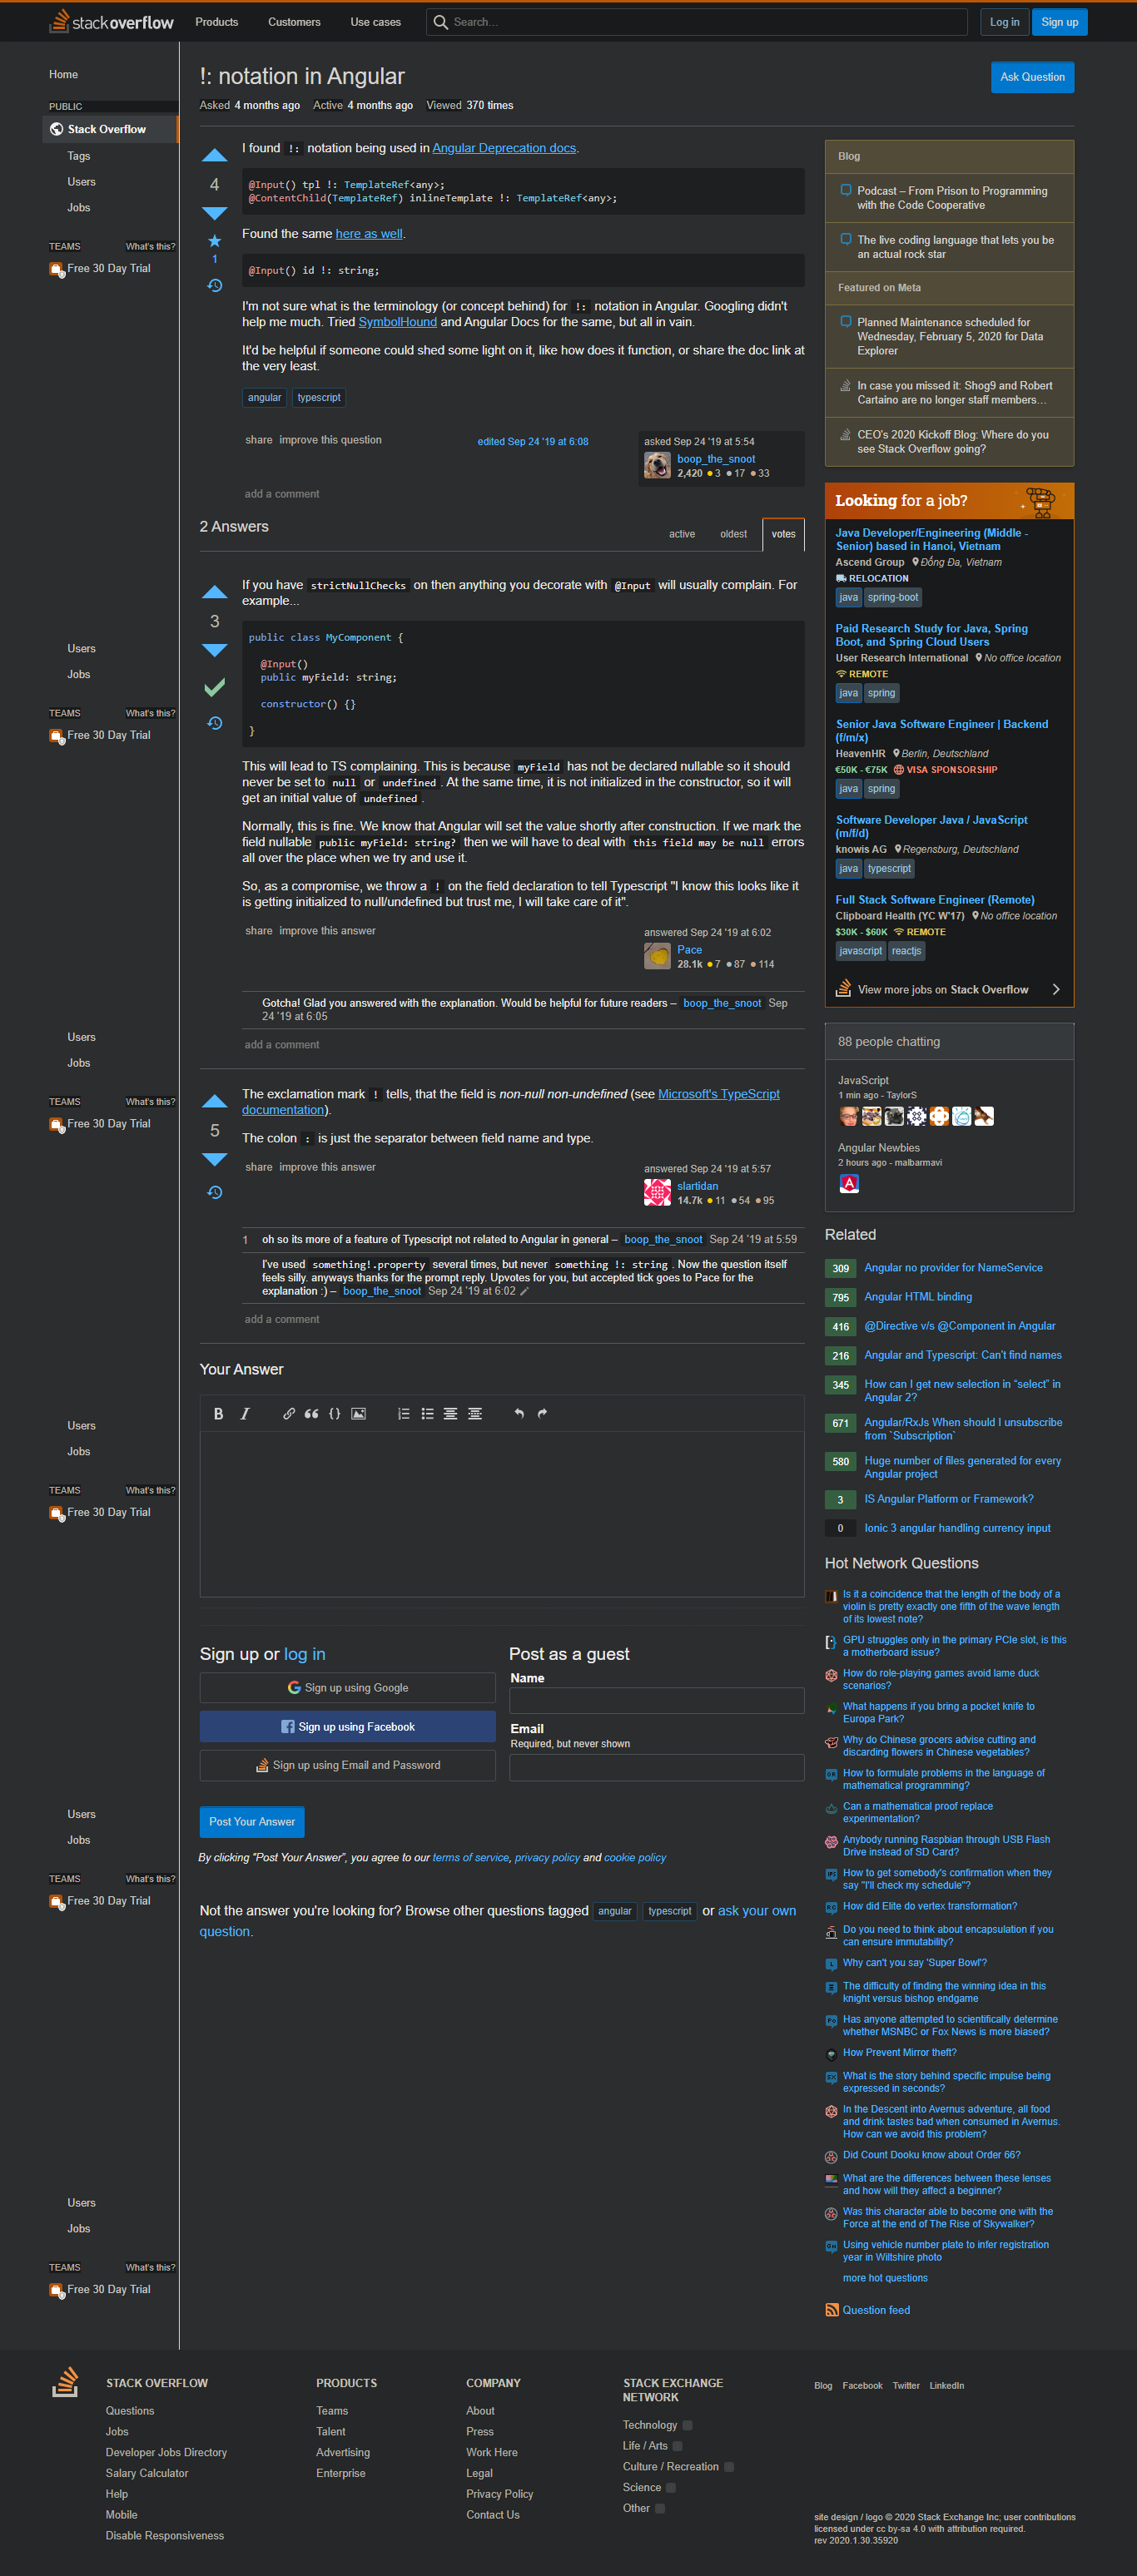 stackoverflow
Products
Customers
Use cases
Search...
Log in
Sign up
Home
PUBLIC
Stack Overflow
Tags
Users
Jobs
TEAMS
What's this?
Free 30 Day Trial
!: notation in Angular
Ask Question
Asked 4 months ago Active 4 months ago Viewed 370 times
4
1
I found !: notation being used in Angular Deprecation docs.
@Input() tpl !: TemplateRef<any>;
@ContentChild(TemplateRef) inlineTemplate !: TemplateRef<any>;
Found the same here as well.
@Input() id !: string;
I'm not sure what is the terminology (or concept behind) for !: notation in Angular. Googling didn't
help me much. Tried SymbolHound and Angular Docs for the same, but all in vain.
It'd be helpful if someone could shed some light on it, like how does it function, or share the doc link at
the very least.
angular typescript
share improve this question
edited Sep 24 '19 at 6:08
asked Sep 24 '19 at 5:54
boop_the_snoot
2,420 3 17 33
add a comment
2 Answers
active oldest votes
3
If you have strictNullChecks on then anything you decorate with @Input will usually complain. For
example...
public class MyComponent {
@Input()
public myField: string;
constructor() {}
}
This will lead to TS complaining. This is because myField has not be declared nullable so it should
never be set to null or undefined. At the same time, it is not initialized in the constructor, so it will
get an initial value of undefined.
Normally, this is fine. We know that Angular will set the value shortly after construction. If we mark the
field nullable public myField: string? then we will have to deal with this field may be null errors
all over the place when we try and use it.
So, as a compromise, we throw a ! on the field declaration to tell Typescript "I know this looks like it
is getting initialized to null/undefined but trust me, I will take care of it".
share improve this answer
answered Sep 24 '19 at 6:02
Pace
28.1k 7 87 114
Gotcha! Glad you answered with the explanation. Would be helpful for future readers – boop_the_snoot Sep
24 '19 at 6:05
add a comment
5
The exclamation mark ! tells, that the field is non-null non-undefined (see Microsoft's TypeScript
documentation).
The colon : is just the separator between field name and type.
share improve this answer
answered Sep 24 '19 at 5:57
slartidan
14.7k 11 54 95
1 oh so its more of a feature of Typescript not related to Angular in general – boop_the_snoot Sep 24 '19 at 5:59
I've used something!.property several times, but never something !: string. Now the question itself
feels silly. anyways thanks for the prompt reply. Upvotes for you, but accepted tick goes to Pace for the
explanation :) – boop_the_snoot Sep 24 '19 at 6:02
add a comment
Your Answer
B I
Sign up or log in
Sign up using Google
Sign up using Facebook
Sign up using Email and Password
Post as a guest
Name
Email
Required, but never shown
Post Your Answer
By clicking "Post Your Answer", you agree to our terms of service, privacy policy and cookie policy
Not the answer you're looking for? Browse other questions tagged angular typescript or ask your own
question.
Blog
Podcast – From Prison to Programming
with the Code Cooperative
The live coding language that lets you be
an actual rock star
Featured on Meta
Planned Maintenance scheduled for
Wednesday, February 5, 2020 for Data
Explorer
In case you missed it: Shog9 and Robert
Cartaino are no longer staff members...
CEO's 2020 Kickoff Blog: Where do you
see Stack Overflow going?
Looking for a job?
Java Developer/Engineering (Middle -
Senior) based in Hanoi, Vietnam
Ascend Group Đống Đa, Vietnam
RELOCATION
java spring-boot
Paid Research Study for Java, Spring
Boot, and Spring Cloud Users
User Research International No office location
REMOTE
java spring
Senior Java Software Engineer | Backend
(f/m/x)
HeavenHR Berlin, Deutschland
€50K - €75K VISA SPONSORSHIP
java spring
Software Developer Java / JavaScript
(m/f/d)
knowis AG Regensburg, Deutschland
java typescript
Full Stack Software Engineer (Remote)
Clipboard Health (YC W'17) No office location
$30K - $60K REMOTE
javascript reactjs
View more jobs on Stack Overflow
88 people chatting
JavaScript
1 min ago - TaylorS
Angular Newbies
2 hours ago - malbarmavi
Related
309 Angular no provider for NameService
795 Angular HTML binding
416 @Directive v/s @Component in Angular
216 Angular and Typescript: Can't find names
345 How can I get new selection in "select" in
Angular 2?
671 Angular/RxJs When should I unsubscribe
from `Subscription`
580 Huge number of files generated for every
Angular project
3 IS Angular Platform or Framework?
0 Ionic 3 angular handling currency input
Hot Network Questions
Is it a coincidence that the length of the body of a
violin is pretty exactly one fifth of the wave length
of its lowest note?
GPU struggles only in the primary PCIe slot, is this
a motherboard issue?
How do role-playing games avoid lame duck
scenarios?
What happens if you bring a pocket knife to
Europa Park?
Why do Chinese grocers advise cutting and
discarding flowers in Chinese vegetables?
How to formulate problems in the language of
mathematical programming?
Can a mathematical proof replace
experimentation?
Anybody running Raspbian through USB Flash
Drive instead of SD Card?
How to get somebody's confirmation when they
say "I'll check my schedule"?
How did Elite do vertex transformation?
Do you need to think about encapsulation if you
can ensure immutability?
Why can't you say 'Super Bowl'?
The difficulty of finding the winning idea in this
knight versus bishop endgame
Has anyone attempted to scientifically determine
whether MSNBC or Fox News is more biased?
How Prevent Mirror theft?
What is the story behind specific impulse being
expressed in seconds?
In the Descent into Avernus adventure, all food
and drink tastes bad when consumed in Avernus.
How can we avoid this problem?
Did Count Dooku know about Order 66?
What are the differences between these lenses
and how will they affect a beginner?
Was this character able to become one with the
Force at the end of The Rise of Skywalker?
Using vehicle number plate to infer registration
year in Wiltshire photo
more hot questions
Question feed
Users
Jobs
TEAMS
What's this?
Free 30 Day Trial
Users
Jobs
TEAMS
What's this?
Free 30 Day Trial
Users
Jobs
TEAMS
What's this?
Free 30 Day Trial
Users
Jobs
TEAMS
What's this?
Free 30 Day Trial
Users
Jobs
TEAMS
What's this?
Free 30 Day Trial
STACK OVERFLOW
Questions
Jobs
Developer Jobs Directory
Salary Calculator
Help
Mobile
Disable Responsiveness
PRODUCTS
Teams
Talent
Advertising
Enterprise
COMPANY
About
Press
Work Here
Legal
Privacy Policy
Contact Us
STACK EXCHANGE
NETWORK
Technology
Life / Arts
Culture / Recreation
Science
Other
Blog Facebook Twitter LinkedIn
site design / logo © 2020 Stack Exchange Inc; user contributions
licensed under cc by-sa 4.0 with attribution required.
rev 2020.1.30.35920